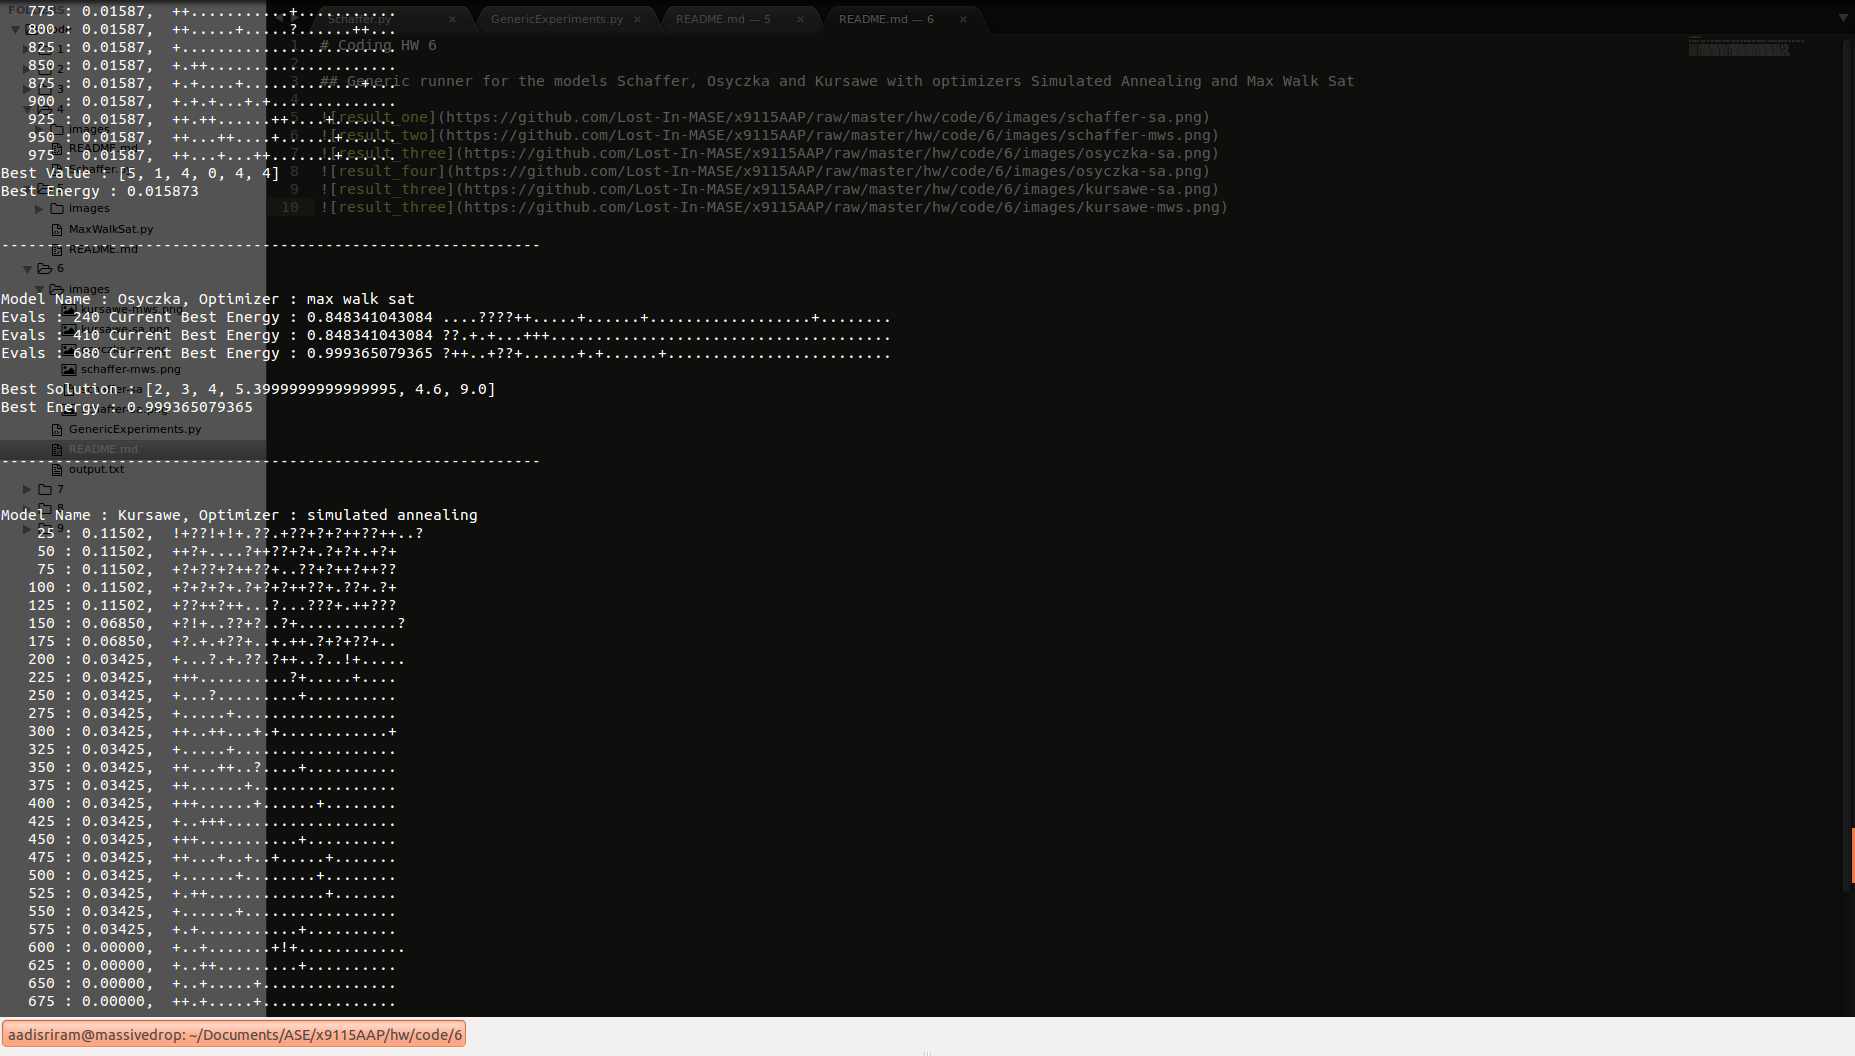 Schaffer.py × GenericExperiments.py × README.md — 5 × README.md — 6 ×
775 : 0.01587,  ++...........+...........
800 : 0.01587,  ++.....+.....?......++...
825 : 0.01587,  +........................
850 : 0.01587,  +.++.....................
875 : 0.01587,  +.+....+.............+...
900 : 0.01587,  +.+.+...+.+..............
925 : 0.01587,  ++.++......++....+.......
950 : 0.01587,  ++...++....+......+......
975 : 0.01587,  ++...+...++.......+......
Best Value : [5, 1, 4, 0, 4, 4]
Best Energy : 0.015873
1 # Coding HW 6
2
3 ## Generic runner for the models Schaffer, Osyczka and Kursawe with optimizers Simulated Annealing and Max Walk Sat
4
5 ![result_one](https://github.com/Lost-In-MASE/x9115AAP/raw/master/hw/code/6/images/schaffer-sa.png)
6 ![result_two](https://github.com/Lost-In-MASE/x9115AAP/raw/master/hw/code/6/images/schaffer-mws.png)
7 ![result_three](https://github.com/Lost-In-MASE/x9115AAP/raw/master/hw/code/6/images/osyczka-sa.png)
8 ![result_four](https://github.com/Lost-In-MASE/x9115AAP/raw/master/hw/code/6/images/osyczka-sa.png)
9 ![result_three](https://github.com/Lost-In-MASE/x9115AAP/raw/master/hw/code/6/images/kursawe-sa.png)
10 ![result_three](https://github.com/Lost-In-MASE/x9115AAP/raw/master/hw/code/6/images/kursawe-mws.png)
1
2
3
4
images
README.md
images
MaxWalkSat.py
README.md
6
images
kursawe-mws.png
kursawe-sa.png
schaffer-mws.png
GenericExperiments.py
README.md
output.txt
7
8
9
------------------------------------------------------------
Model Name : Osyczka, Optimizer : max walk sat
Evals : 240 Current Best Energy : 0.848341043084 ....????++.....+......+..................+........
Evals : 410 Current Best Energy : 0.848341043084 ??.+.+...+++......................................
Evals : 680 Current Best Energy : 0.999365079365 ?++..+??+......+.+......+.........................
Best Solution : [2, 3, 4, 5.3999999999999995, 4.6, 9.0]
Best Energy : 0.999365079365
------------------------------------------------------------
Model Name : Kursawe, Optimizer : simulated annealing
25 : 0.11502,  !+??!+!+.??.+??+?+?++??++..?
50 : 0.11502,  ++?+....?++??+?+.?+?+.+?+
75 : 0.11502,  +?+??+?++??+..??+?++?++??
100 : 0.11502,  +?+?+?+.?+?+?++??+.??+.?+
125 : 0.11502,  +??++?++...?...???+.++???
150 : 0.06850,  +?!+..??+?..?+...........?
175 : 0.06850,  +?.+.+??+..+.++.?+?+??+..
200 : 0.03425,  +...?.+.??.?++..?..!+.....
225 : 0.03425,  +++..........?+.....+....
250 : 0.03425,  +...?.........+..........
275 : 0.03425,  +.....+..................
300 : 0.03425,  ++..++...+.+............+
325 : 0.03425,  +.....+..................
350 : 0.03425,  ++...++..?....+..........
375 : 0.03425,  ++......+................
400 : 0.03425,  +++......+......+........
425 : 0.03425,  +..+++...................
450 : 0.03425,  +++...........+..........
475 : 0.03425,  ++...+..+..+.....+.......
500 : 0.03425,  +......+........+........
525 : 0.03425,  +.++.............+.......
550 : 0.03425,  +......+.................
575 : 0.03425,  +.+...........+..........
600 : 0.00000,  +..+.......+!+............
625 : 0.00000,  +..++.........+..........
650 : 0.00000,  +..+.....+...............
675 : 0.00000,  ++.+.....+...............
aadisriram@massivedrop: ~/Documents/ASE/x9115AAP/hw/code/6